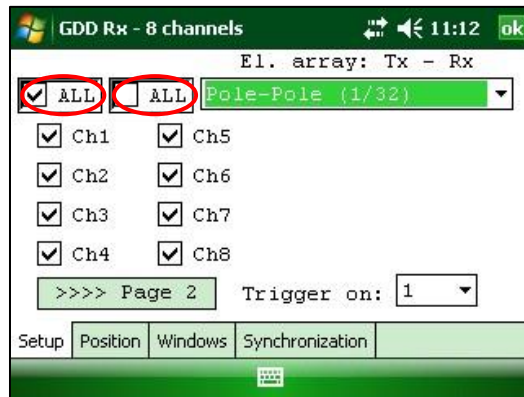 GDD Rx - 8 channels 11:12 ok
El. array: Tx - Rx
ALL ALL Pole-Pole (1/32)
Ch1 Ch5
Ch2 Ch6
Ch3 Ch7
Ch4 Ch8
>>>> Page 2 Trigger on: 1
Setup Position Windows Synchronization